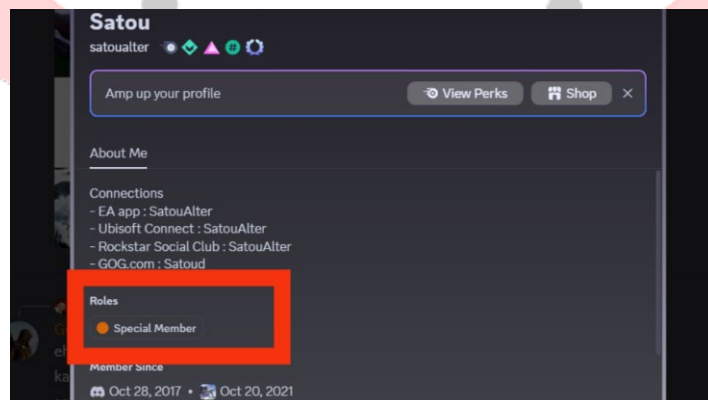 Satou
satoualter
Amp up your profile
View Perks
Shop
About Me
Connections
- EA app : SatouAlter
- Ubisoft Connect : SatouAlter
- Rockstar Social Club : SatouAlter
- GOG.com : Satoud
Roles
Special Member
Member Since
Oct 28, 2017 • Oct 20, 2021